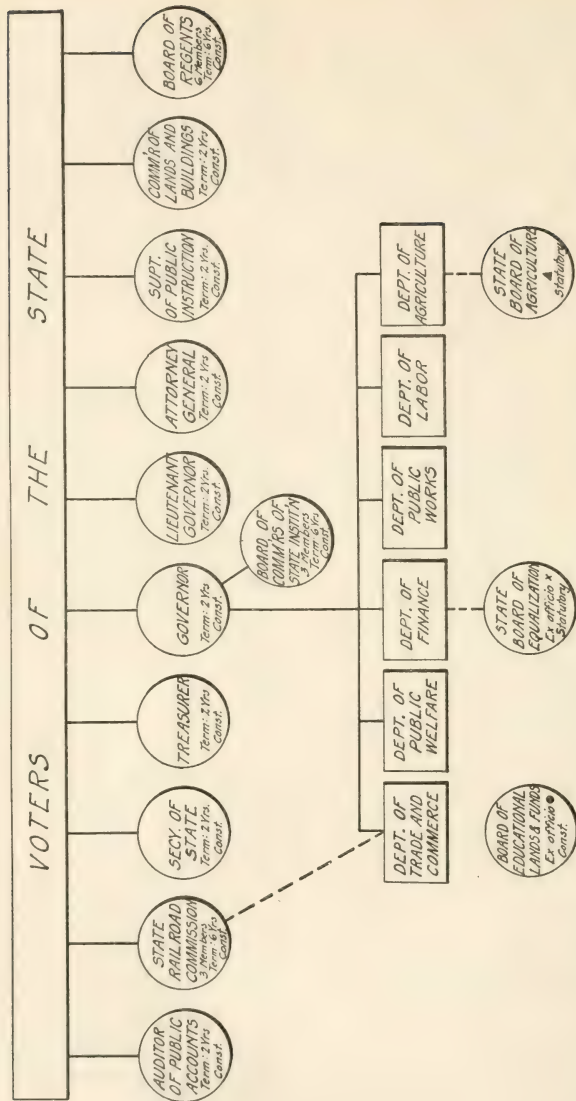 VOTERS OF THE STATE
AUDITOR
OF PUBLIC
ACCOUNTS
Term: 2 Yrs
Const.
STATE
RAILROAD
COMMISSION
3 Members
Term: 6 Yrs
Const
SECY. OF
STATE
Term: 2 Yrs.
Const.
TREASURER
Term: 2 Yrs
Const.
GOVERNOR
Term: 2 Yrs
Const.
LIEUTENANT
GOVERNOR
Term: 2 Yrs
Const.
ATTORNEY
GENERAL
Term: 2 Yrs.
Const.
SUPT.
OF PUBLIC
INSTRUCTION
Term: 2 Yrs.
Const.
COMM'R OF
LANDS AND
BUILDINGS
Term: 2 Yrs
Const.
BOARD OF
REGENTS
6 Members
Term: 6 Yrs.
Const.
BOARD OF
COMM'RS OF
STATE INSTIT'N
3 Members
Term 6 Yrs
Const
DEPT. OF
TRADE AND
COMMERCE
DEPT. OF
PUBLIC
WELFARE
DEPT. OF
FINANCE
DEPT. OF
PUBLIC
WORKS
DEPT. OF
LABOR
DEPT. OF
AGRICULTURE
BOARD OF
EDUCATIONAL
LANDS & FUNDS
Ex officio ●
Const.
STATE
BOARD OF
EQUALIZATION
Ex officio ×
Statutory
STATE
BOARD OF
AGRICULTURE
▲
Statutory